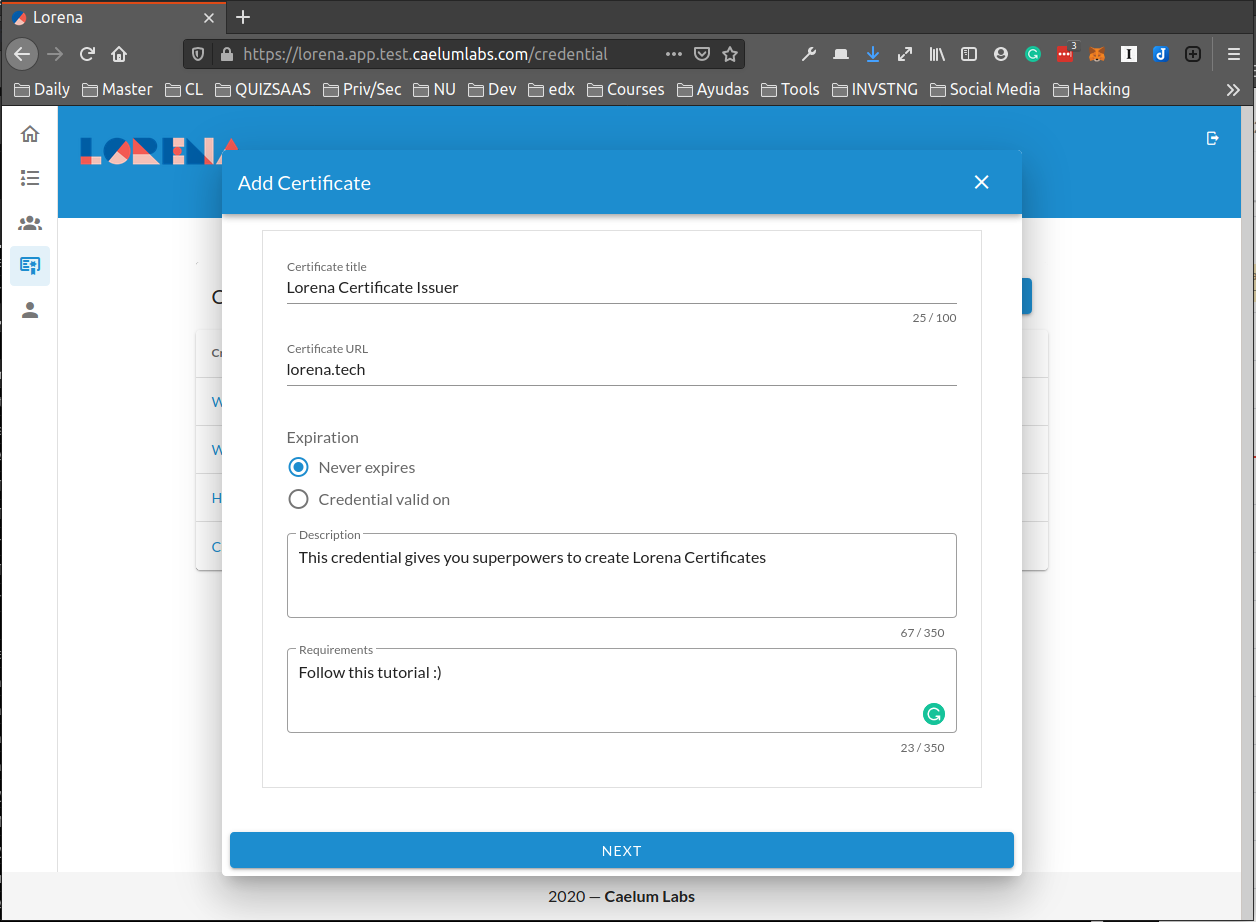 Lorena
https://lorena.app.test.caelumlabs.com/credential
3
Daily Master CL QUIZSAAS Priv/Sec NU Dev edx Courses Ayudas Tools INVSTNG Social Media Hacking
LORENA
Add Certificate
Certificate title
Lorena Certificate Issuer
25 / 100
Certificate URL
lorena.tech
Expiration
Never expires
Credential valid on
Description
This credential gives you superpowers to create Lorena Certificates
67 / 350
Requirements
Follow this tutorial :)
23 / 350
NEXT
2020 — Caelum Labs